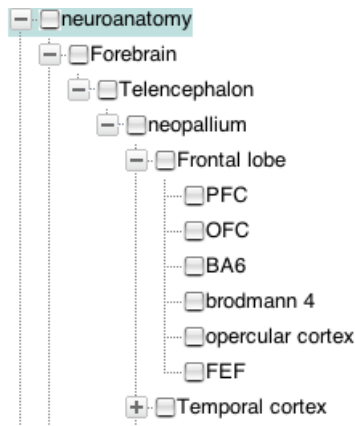 neuroanatomy
Forebrain
Telencephalon
neopallium
Frontal lobe
PFC
OFC
BA6
brodmann 4
opercular cortex
FEF
Temporal cortex